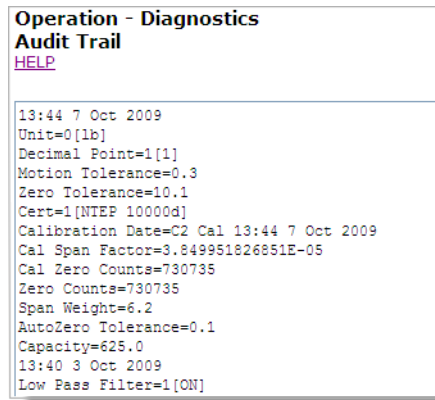 Operation - Diagnostics
Audit Trail
HELP
13:44 7 Oct 2009
Unit=0[lb]
Decimal Point=1[1]
Motion Tolerance=0.3
Zero Tolerance=10.1
Cert=1[NTEP 10000d]
Calibration Date=C2 Cal 13:44 7 Oct 2009
Cal Span Factor=3.849951826851E-05
Cal Zero Counts=730735
Zero Counts=730735
Span Weight=6.2
AutoZero Tolerance=0.1
Capacity=625.0
13:40 3 Oct 2009
Low Pass Filter=1[ON]